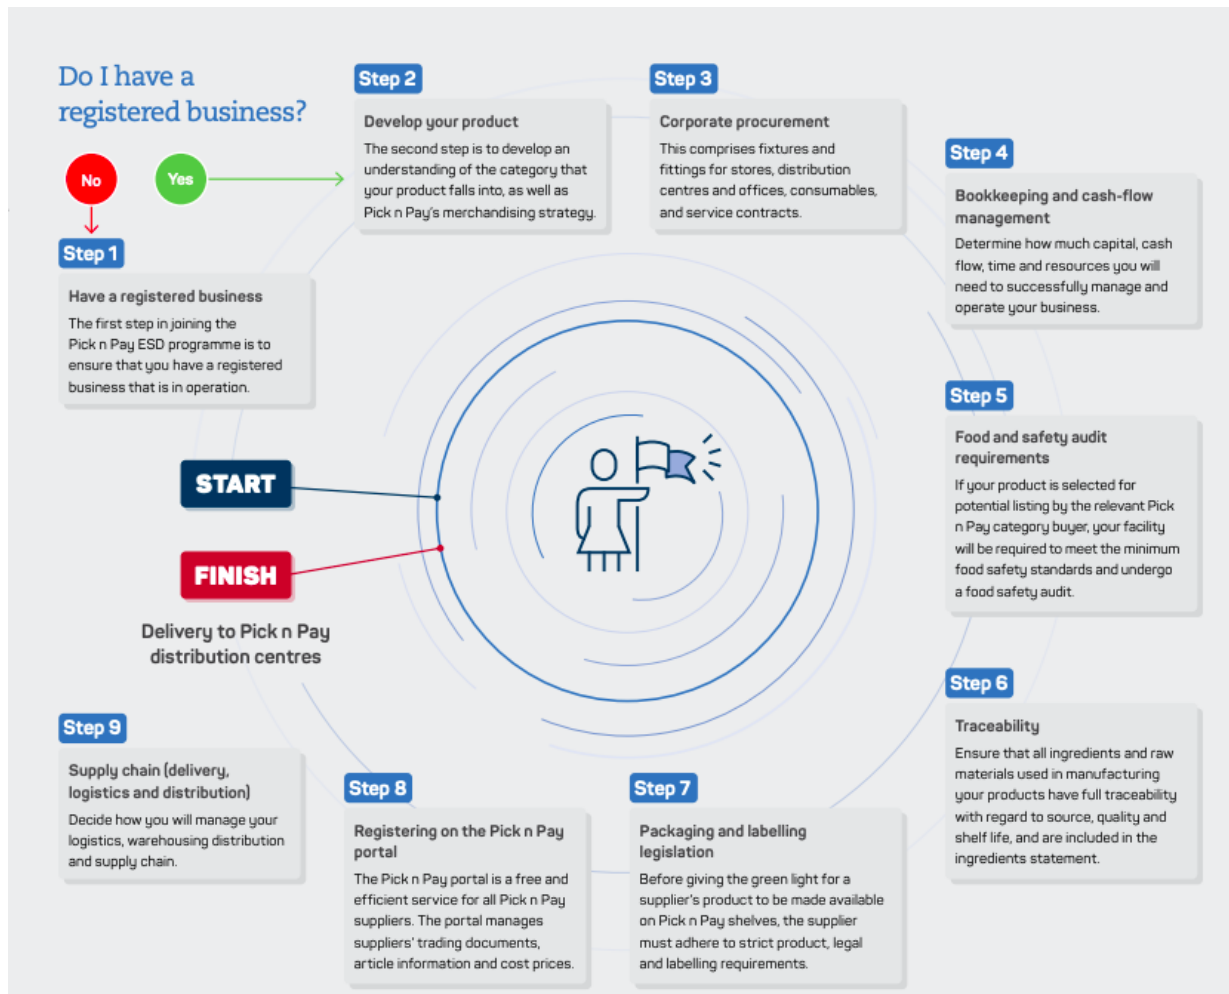 Do I have a
registered business?
No
Yes
Step 1
Have a registered business
The first step in joining the
Pick n Pay ESD programme is to
ensure that you have a registered
business that is in operation.
Step 2
Develop your product
The second step is to develop an
understanding of the category that
your product falls into, as well as
Pick n Pay's merchandising strategy.
Step 3
Corporate procurement
This comprises fixtures and
fittings for stores, distribution
centres and offices, consumables,
and service contracts.
Step 4
Bookkeeping and cash-flow
management
Determine how much capital, cash
flow, time and resources you will
need to successfully manage and
operate your business.
Step 5
Food and safety audit
requirements
If your product is selected for
potential listing by the relevant Pick
n Pay category buyer, your facility
will be required to meet the minimum
food safety standards and undergo
a food safety audit.
Step 6
Traceability
Ensure that all ingredients and raw
materials used in manufacturing
your products have full traceability
with regard to source, quality and
shelf life, and are included in the
ingredients statement.
Step 7
Packaging and labelling
legislation
Before giving the green light for a
supplier's product to be made available
on Pick n Pay shelves, the supplier
must adhere to strict product, legal
and labelling requirements.
Step 8
Registering on the Pick n Pay
portal
The Pick n Pay portal is a free and
efficient service for all Pick n Pay
suppliers. The portal manages
suppliers' trading documents,
article information and cost prices.
Step 9
Supply chain (delivery,
logistics and distribution)
Decide how you will manage your
logistics, warehousing distribution
and supply chain.
START
FINISH
Delivery to Pick n Pay
distribution centres